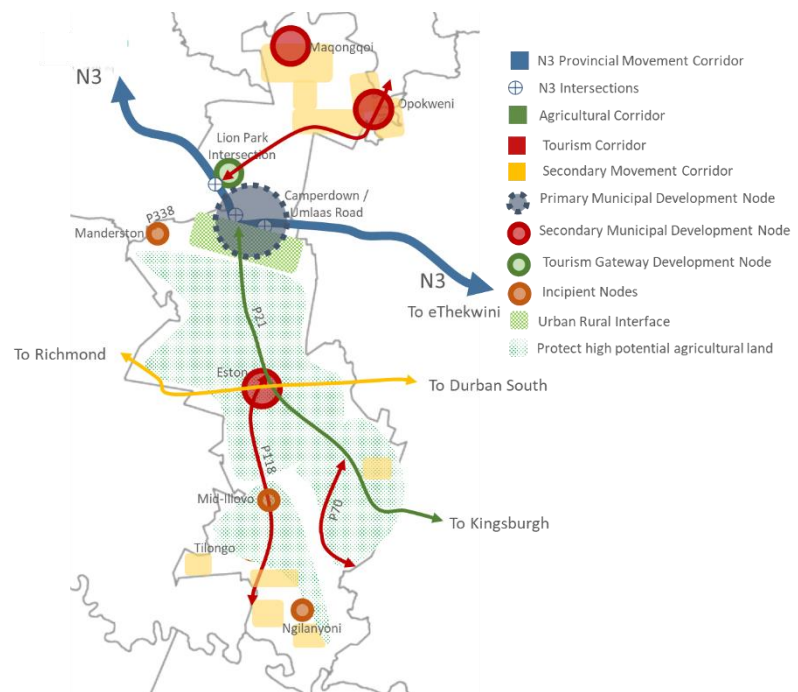 Maqongqoi
N3
Opokweni
Lion Park
Intersection
Camperdown /
Umlaas Road
P338
Manderston
N3
To eThekwini
P21
To Richmond
Eston
To Durban South
P118
Mid-Illovo
P70
To Kingsburgh
Tilongo
Ngilanyoni
N3 Provincial Movement Corridor
N3 Intersections
Agricultural Corridor
Tourism Corridor
Secondary Movement Corridor
Primary Municipal Development Node
Secondary Municipal Development Node
Tourism Gateway Development Node
Incipient Nodes
Urban Rural Interface
Protect high potential agricultural land